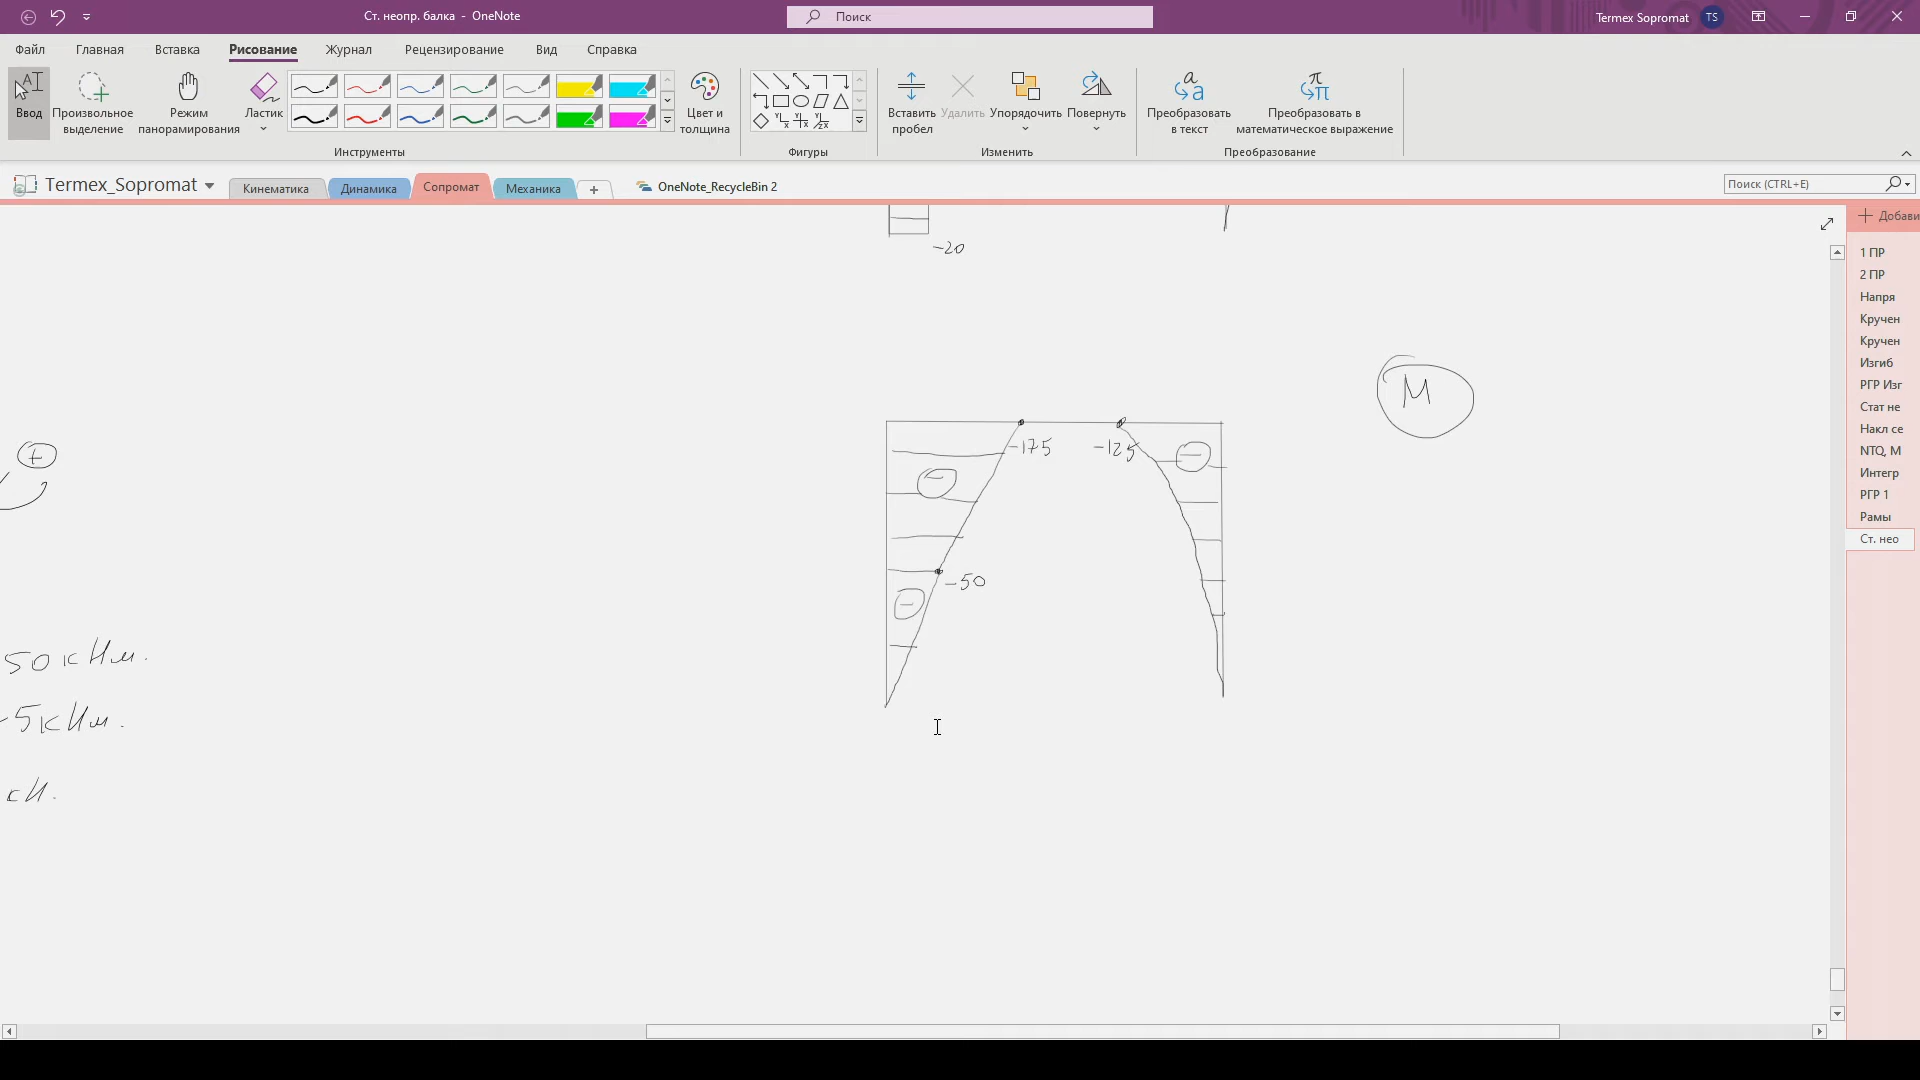 Ст. неопр. балка - OneNote
Поиск
Termex Sopromat
TS
Файл Главная Вставка Рисование Журнал Рецензирование Вид Справка
Ввод
Произвольное выделение
Режим панорамирования
Ластик
Цвет и толщина
Вставить пробел
Удалить
Упорядочить
Повернуть
Преобразовать в текст
Преобразовать в математическое выражение
Инструменты
Фигуры
Изменить
Преобразование
Termex_Sopromat
Кинематика
Динамика
Сопромат
Механика
OneNote_RecycleBin 2
Поиск (CTRL+E)
Добави
1 ПР
2 ПР
Напря
Кручен
Кручен
Изгиб
РГР Изг
Стат не
Накл се
NTQ, M
Интегр
РГР 1
Рамы
Ст. нео
-20
M
+
-175
-125
-
-
-50
-
50 кНм.
-5кНм.
кН.